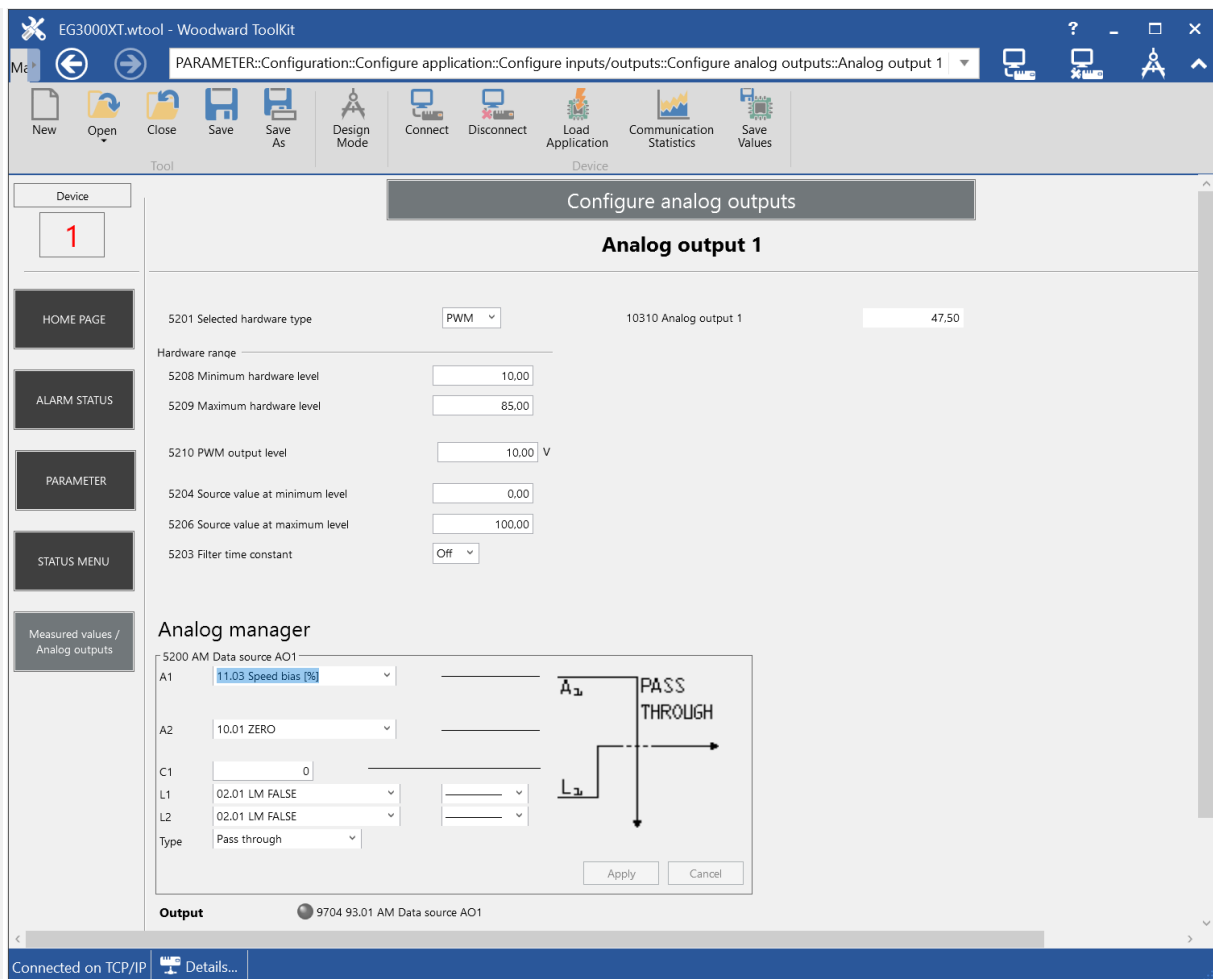 EG3000XT.wtool - Woodward ToolKit
?
PARAMETER::Configuration::Configure application::Configure inputs/outputs::Configure analog outputs::Analog output 1
New
Open
Close
Save
Save As
Design Mode
Connect
Disconnect
Load Application
Communication Statistics
Save Values
Tool
Device
Device
1
HOME PAGE
ALARM STATUS
PARAMETER
STATUS MENU
Measured values /
Analog outputs
Configure analog outputs
Analog output 1
5201 Selected hardware type PWM 10310 Analog output 1 47,50
Hardware range
5208 Minimum hardware level 10,00
5209 Maximum hardware level 85,00
5210 PWM output level 10,00 V
5204 Source value at minimum level 0,00
5206 Source value at maximum level 100,00
5203 Filter time constant Off
Analog manager
5200 AM Data source AO1
A1 11.03 Speed bias [%]
A2 10.01 ZERO
C1 0
L1 02.01 LM FALSE
L2 02.01 LM FALSE
Type Pass through
A1 PASS
THROUGH
L1
Apply Cancel
Output 9704 93.01 AM Data source AO1
Connected on TCP/IP Details...